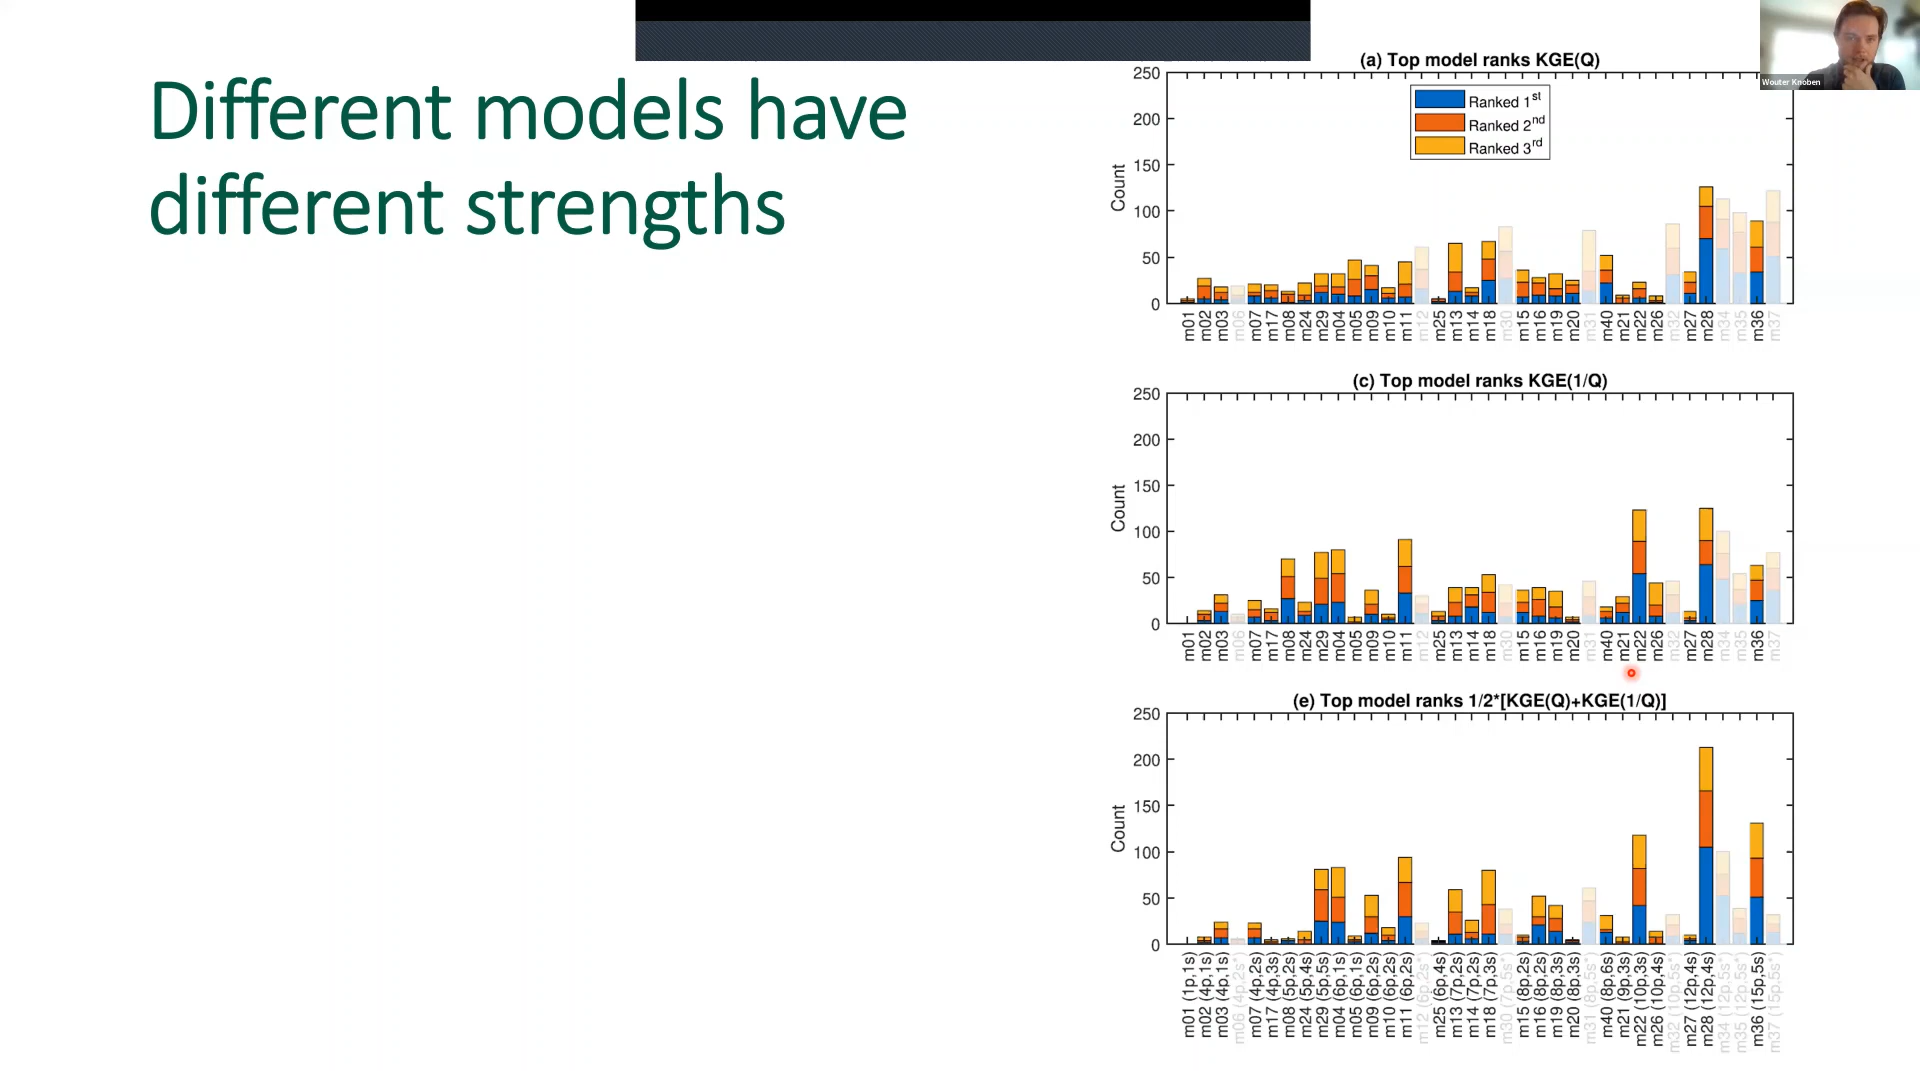 Different models have
different strengths
Wouter Knoben
(a) Top model ranks KGE(Q)
Ranked 1st
Ranked 2nd
Ranked 3rd
Count
250
200
150
100
50
0
m01 m02 m03 m06 m07 m17 m08 m24 m29 m04 m05 m09 m10 m11 m12 m25 m13 m14 m18 m30 m15 m16 m19 m20 m31 m40 m21 m22 m26 m32 m27 m28 m34 m35 m36 m37
(c) Top model ranks KGE(1/Q)
Count
250
200
150
100
50
0
m01 m02 m03 m06 m07 m17 m08 m24 m29 m04 m05 m09 m10 m11 m12 m25 m13 m14 m18 m30 m15 m16 m19 m20 m31 m40 m21 m22 m26 m32 m27 m28 m34 m35 m36 m37
(e) Top model ranks 1/2*[KGE(Q)+KGE(1/Q)]
Count
250
200
150
100
50
0
m01 (1p,1s)
m02 (4p,1s)
m03 (4p,1s)
m06 (4p,2s*)
m07 (4p,2s)
m17 (4p,3s)
m08 (5p,2s)
m24 (5p,4s)
m29 (5p,5s)
m04 (6p,1s)
m05 (6p,1s)
m09 (6p,2s)
m10 (6p,2s)
m11 (6p,2s)
m12 (6p,2s*)
m25 (6p,4s)
m13 (7p,2s)
m14 (7p,2s)
m18 (7p,3s)
m30 (7p,5s*)
m15 (8p,2s)
m16 (8p,2s)
m19 (8p,3s)
m20 (8p,3s)
m31 (8p,5s*)
m40 (8p,6s)
m21 (9p,3s)
m22 (10p,3s)
m26 (10p,4s)
m32 (10p,5s*)
m27 (12p,4s)
m28 (12p,4s)
m34 (12p,5s*)
m35 (12p,5s*)
m36 (15p,5s)
m37 (15p,5s*)